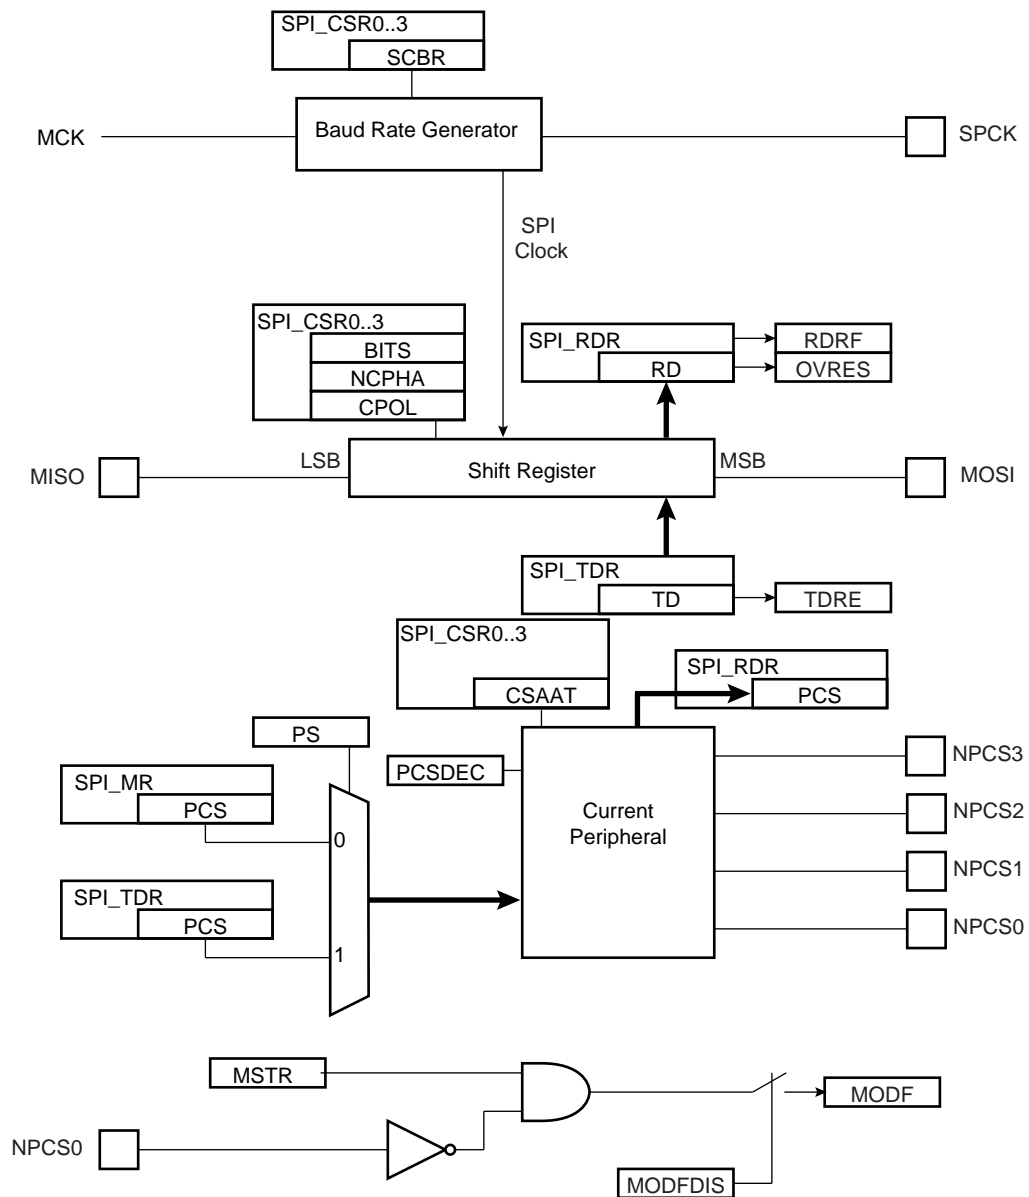 SPI_CSR0..3
SCBR
MCK
Baud Rate Generator
SPCK
SPI
Clock
SPI_CSR0..3
BITS
NCPHA
CPOL
SPI_RDR
RD
RDRF
OVRES
MISO
LSB
Shift Register
MSB
MOSI
SPI_TDR
TD
TDRE
SPI_CSR0..3
CSAAT
SPI_RDR
PCS
PS
PCSDEC
Current
Peripheral
NPCS3
NPCS2
NPCS1
NPCS0
SPI_MR
PCS
0
SPI_TDR
PCS
1
MSTR
MODF
NPCS0
MODFDIS